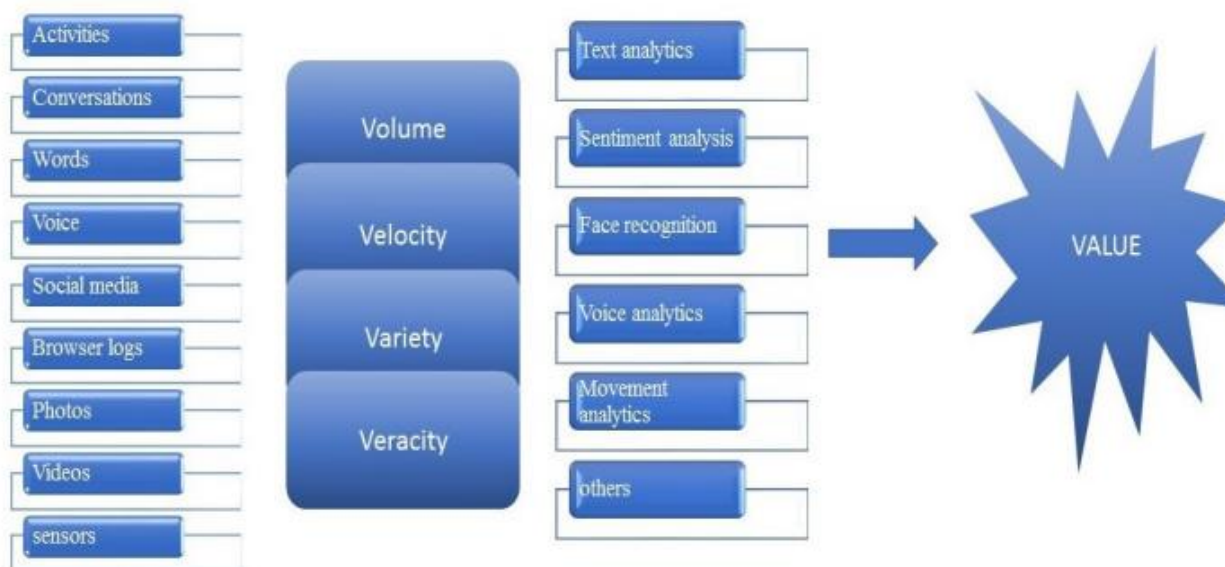 Activities
Conversations
Words
Voice
Social media
Browser logs
Photos
Videos
sensors
Volume
Velocity
Variety
Veracity
Text analytics
Sentiment analysis
Face recognition
Voice analytics
Movement
analytics
others
VALUE